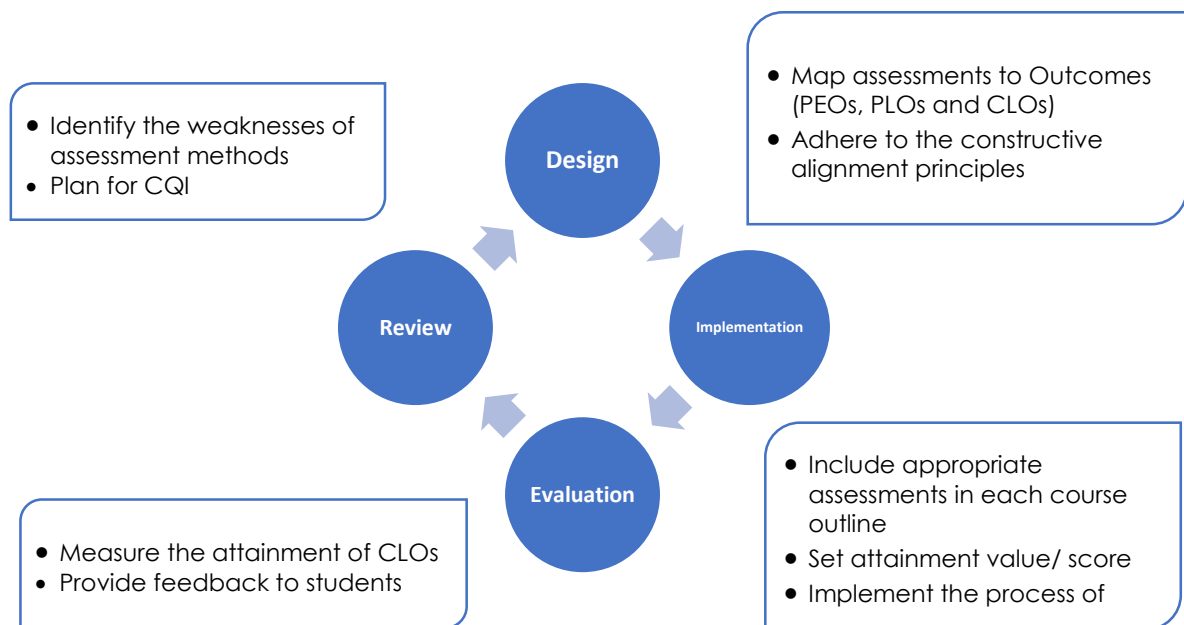 • Identify the weaknesses of
assessment methods
• Plan for CQI
Design
• Map assessments to Outcomes
(PEOs, PLOs and CLOs)
• Adhere to the constructive
alignment principles
Review
Implementation
Evaluation
• Measure the attainment of CLOs
• Provide feedback to students
• Include appropriate
assessments in each course
outline
• Set attainment value/ score
• Implement the process of